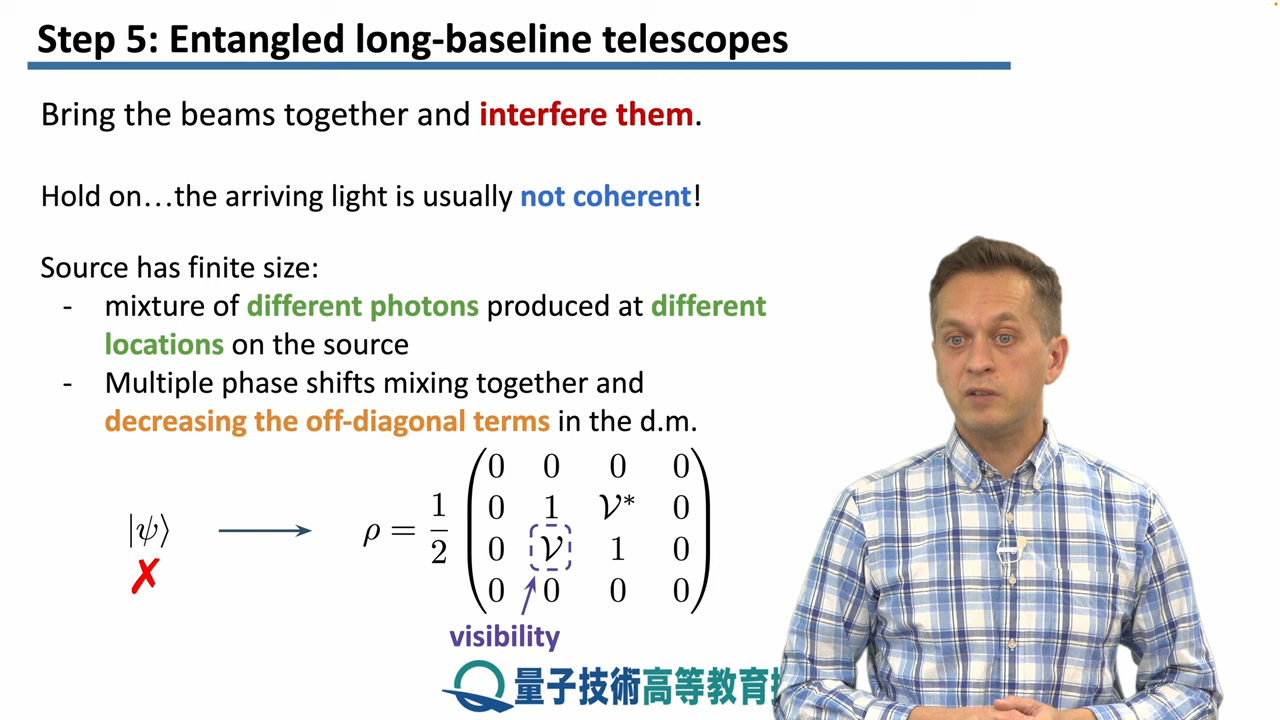 Step 5: Entangled long-baseline telescopes
Bring the beams together and interfere them.
Hold on…the arriving light is usually not coherent!
Source has finite size:
- mixture of different photons produced at different
locations on the source
- Multiple phase shifts mixing together and
decreasing the off-diagonal terms in the d.m.
|ψ⟩ ⟶ ρ = 1/2
0 0 0 0
0 1 𝒱* 0
0 𝒱 1 0
0 0 0 0
✗
visibility
量子技術高等教育